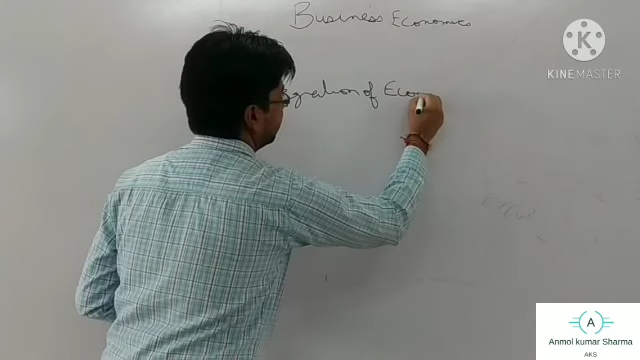 Business Economics
KINEMASTER
gration of Eco
A
Anmol kumar Sharma
AKS